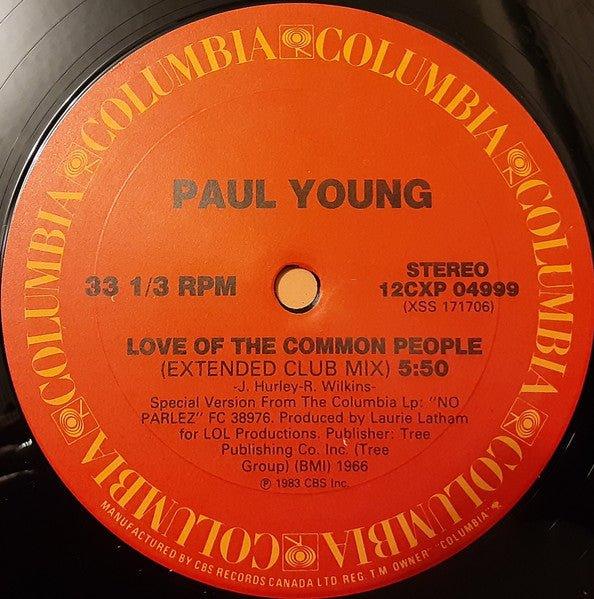 COLUMBIA COLUMBIA COLUMBIA COLUMBIA COLUMBIA COLUMBIA COLUMBIA COLUMBIA
PAUL YOUNG
33 1/3 RPM
STEREO
12CXP 04999
(XSS 171706)
LOVE OF THE COMMON PEOPLE
(EXTENDED CLUB MIX) 5:50
-J. Hurley-R. Wilkins-
Special Version From The Columbia Lp: "NO
PARLEZ" FC 38976. Produced by Laurie Latham
for LOL Productions. Publisher: Tree
Publishing Co. Inc. (Tree
Group) (BMI) 1966
℗ 1983 CBS Inc.
MANUFACTURED BY CBS RECORDS CANADA LTD REG. T.M OWNER "COLUMBIA"